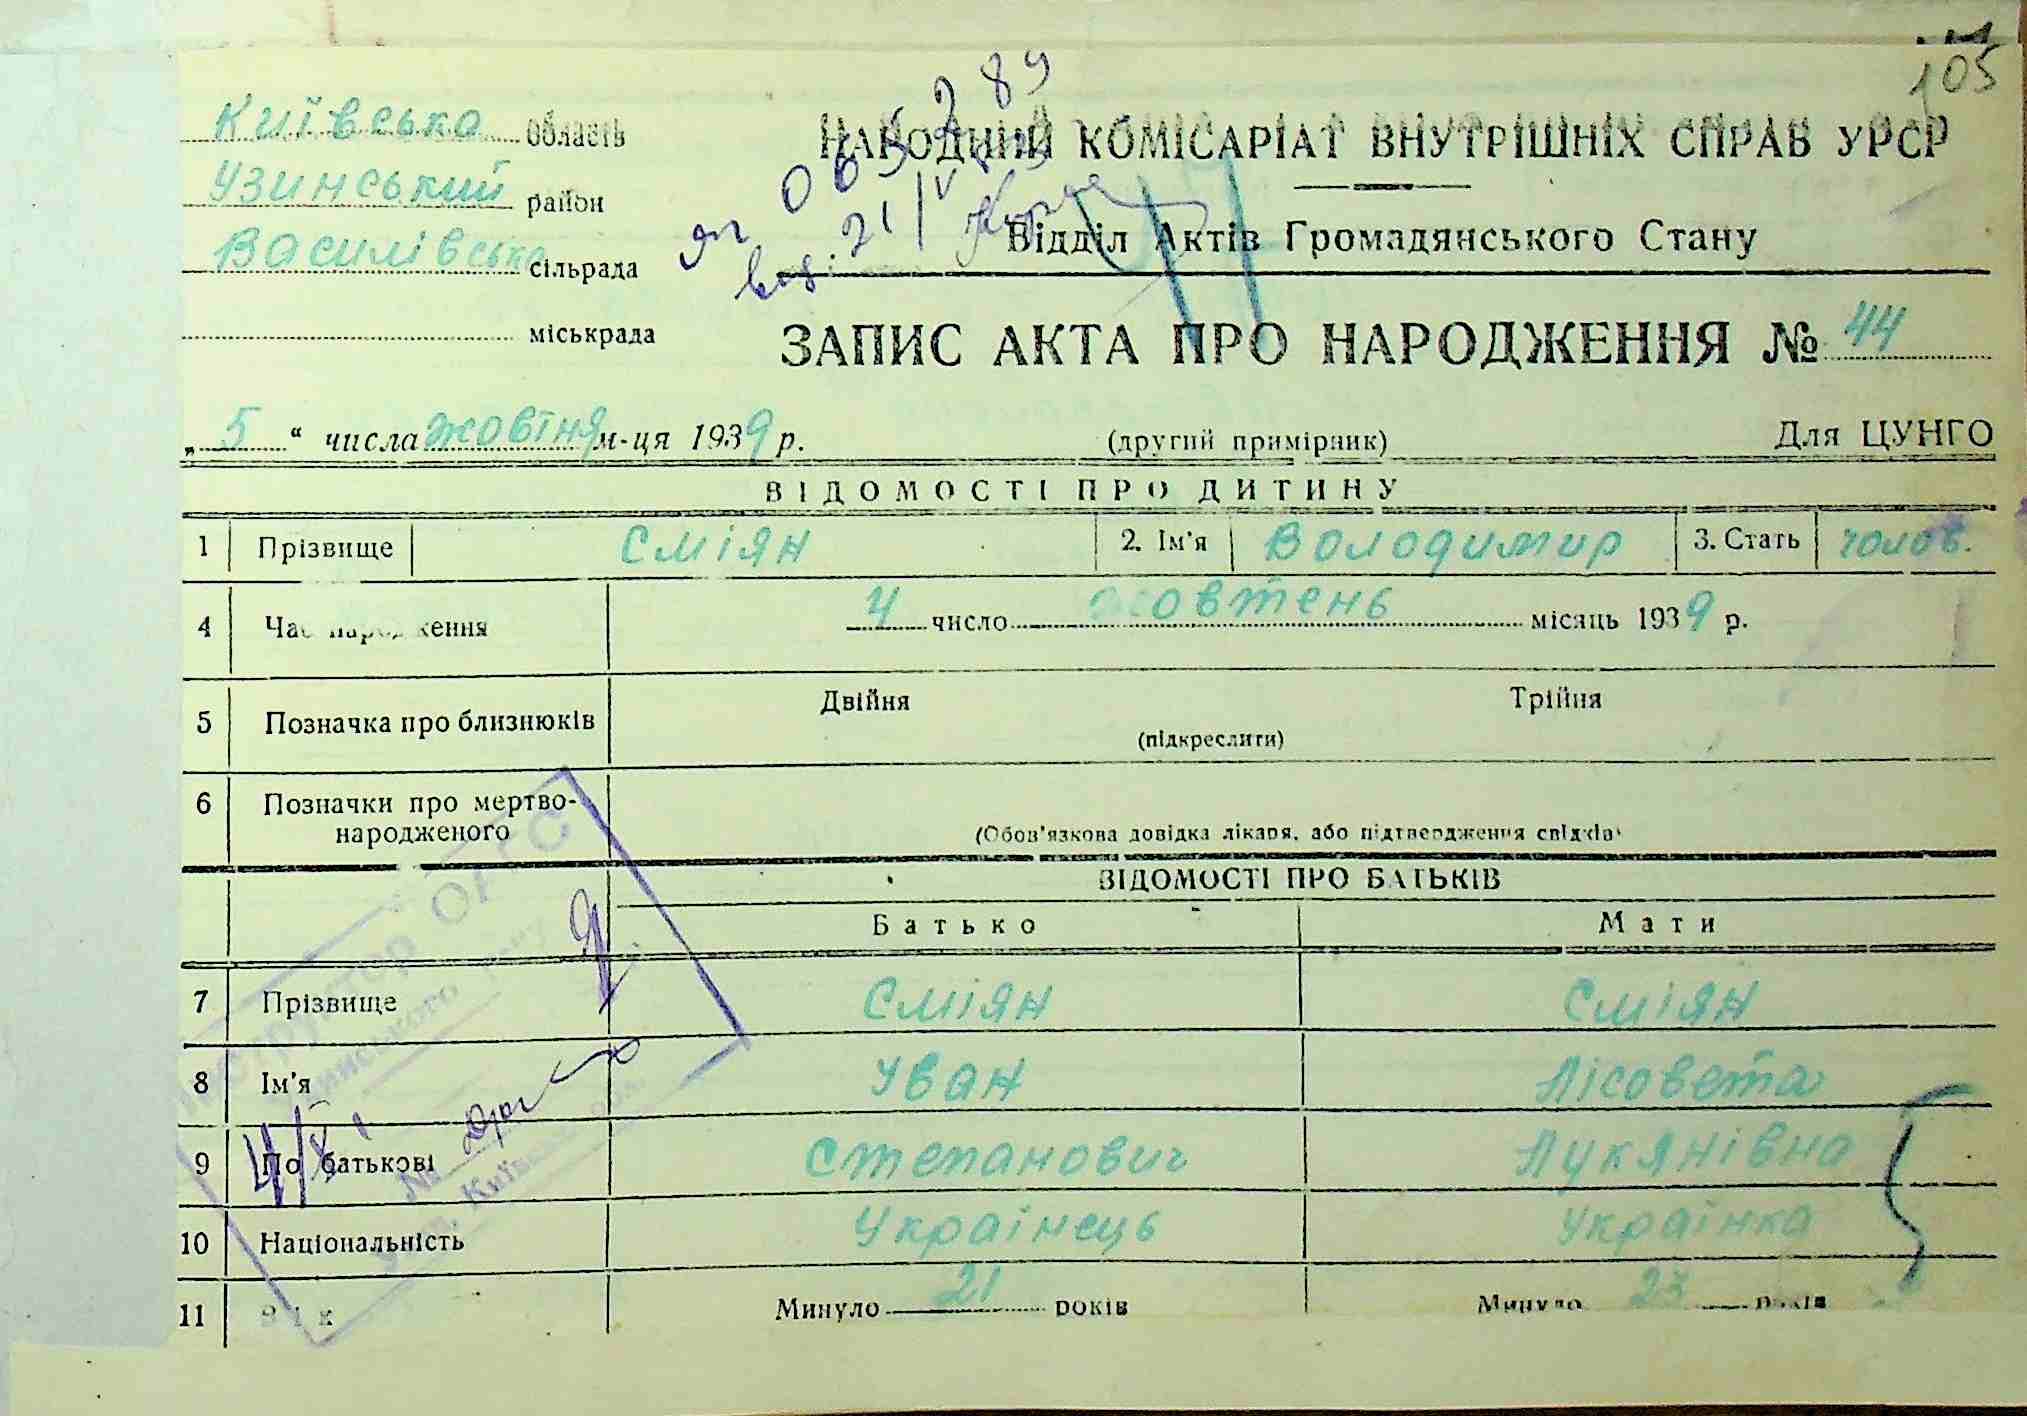 105
Київська область
Узинський район
Василівська сільрада
міськрада
НАРОДНИЙ КОМІСАРІАТ ВНУТРІШНІХ СПРАВ УРСР
Відділ Актів Громадянського Стану
ЗАПИС АКТА ПРО НАРОДЖЕННЯ № 44
„ 5 “ числа жовтня м-ця 1939 р. (другий примірник) Для ЦУНГО
ВІДОМОСТІ ПРО ДИТИНУ
1 Прізвище Сміян 2. Ім'я Володимир 3. Стать чолов.
4 Час народження 4 число жовтень місяць 1939 р.
5 Позначка про близнюків Двійня Трійня
(підкреслити)
6 Позначки про мертво-
народженого
(Обов'язкова довідка лікаря, або підтвердження свідків)
ВІДОМОСТІ ПРО БАТЬКІВ
Батько Мати
7 Прізвище Сміян Сміян
8 Ім'я Уван Лісовета
9 По батькові Степанович Лукянівна
10 Національність Українець Українка
11 Вік Минуло 21 років Минуло 23 років